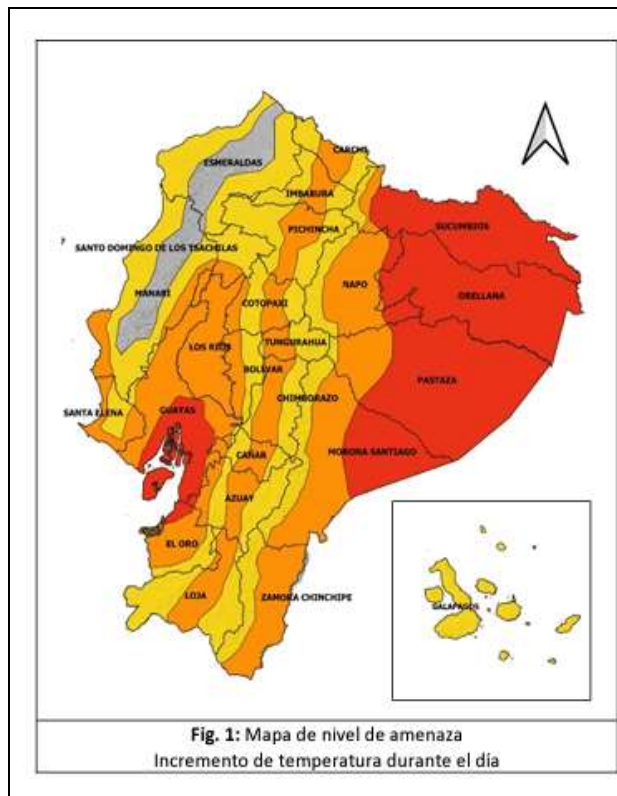 ESMERALDAS
CARCHI
IMBABURA
SUCUMBIOS
PICHINCHA
SANTO DOMINGO DE LOS TSACHILAS
NAPO
ORELLANA
MANABI
COTOPAXI
LOS RIOS
TUNGURAHUA
BOLIVAR
PASTAZA
CHIMBORAZO
SANTA ELENA
GUAYAS
MORONA SANTIAGO
CAÑAR
AZUAY
EL ORO
LOJA
ZAMORA CHINCHIPE
GALAPAGOS
Fig. 1: Mapa de nivel de amenaza
Incremento de temperatura durante el día